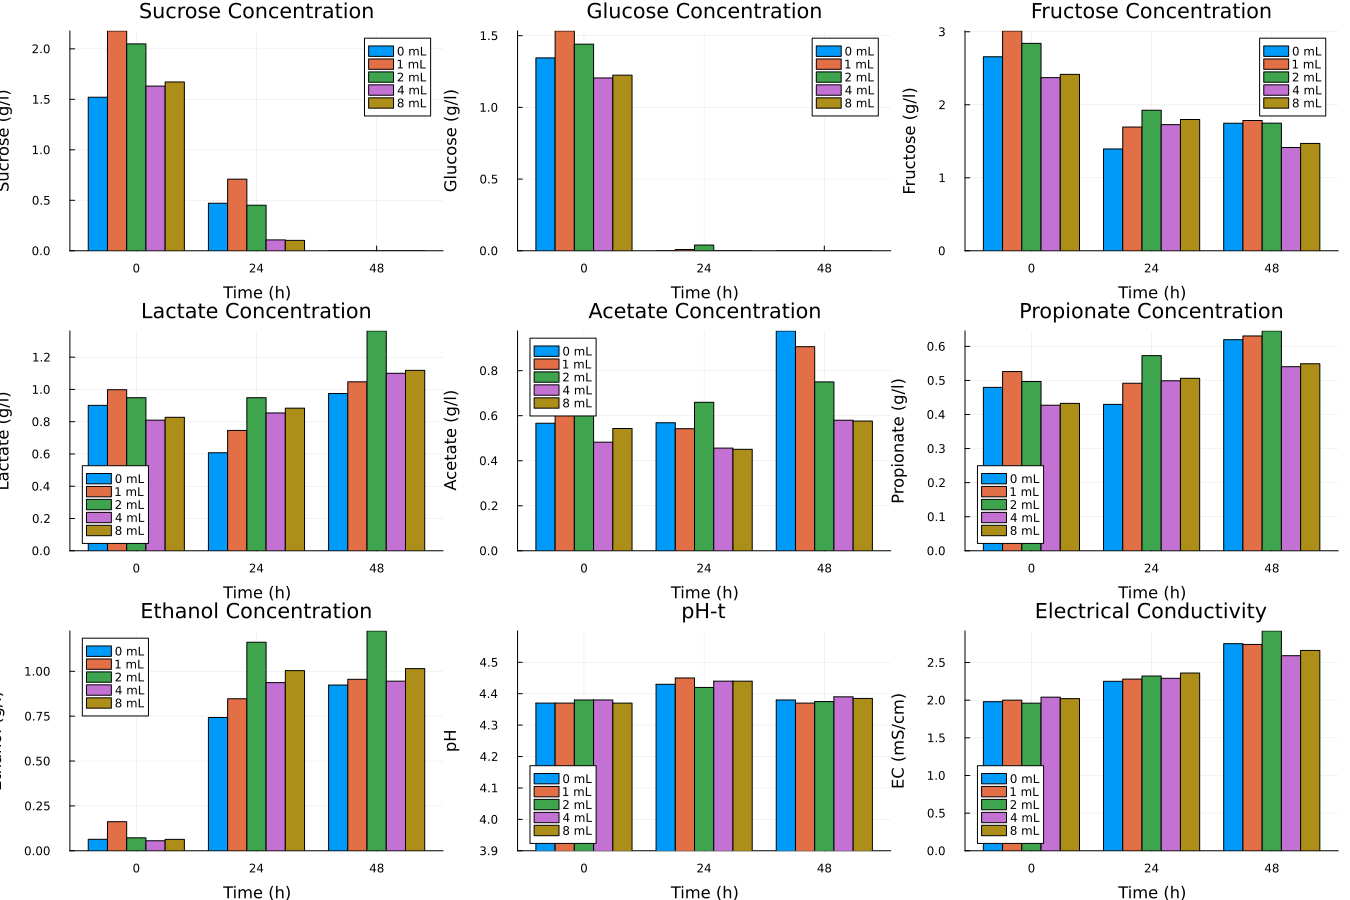 Sucrose Concentration
Sucrose (g/l)
2.0
1.5
1.0
0.5
0.0
0 mL
1 mL
2 mL
4 mL
8 mL
0 24 48
Time (h)
Glucose Concentration
Glucose (g/l)
1.5
1.0
0.5
0.0
0 24 48
Time (h)
Fructose Concentration
Fructose (g/l)
3
2
1
0
0 mL
1 mL
2 mL
4 mL
8 mL
0 24 48
Time (h)
Lactate Concentration
Lactate (g/l)
1.2
1.0
0.8
0.6
0.4
0.2
0.0
0 mL
1 mL
2 mL
4 mL
8 mL
0 24 48
Time (h)
Acetate Concentration
Acetate (g/l)
0.8
0.6
0.4
0.2
0.0
0 mL
1 mL
2 mL
4 mL
8 mL
0 24 48
Time (h)
Propionate Concentration
Propionate (g/l)
0.6
0.5
0.4
0.3
0.2
0.1
0.0
0 mL
1 mL
2 mL
4 mL
8 mL
0 24 48
Time (h)
Ethanol Concentration
1.00
0.75
0.50
0.25
0.00
0 mL
1 mL
2 mL
4 mL
8 mL
0 24 48
Time (h)
pH-t
pH
4.5
4.4
4.3
4.2
4.1
4.0
3.9
0 mL
1 mL
2 mL
4 mL
8 mL
0 24 48
Time (h)
Electrical Conductivity
EC (mS/cm)
2.5
2.0
1.5
1.0
0.5
0.0
0 mL
1 mL
2 mL
4 mL
8 mL
0 24 48
Time (h)